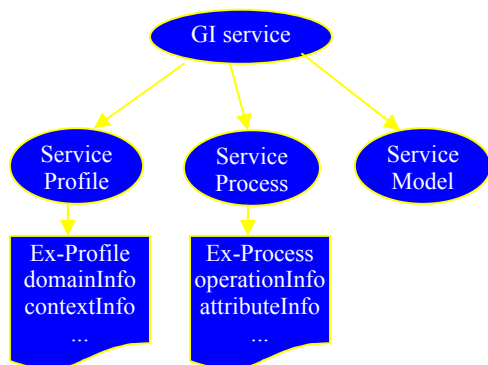 GI service
Service
Profile
Service
Process
Service
Model
Ex-Profile
domainInfo
contextInfo
...
Ex-Process
operationInfo
attributeInfo
...